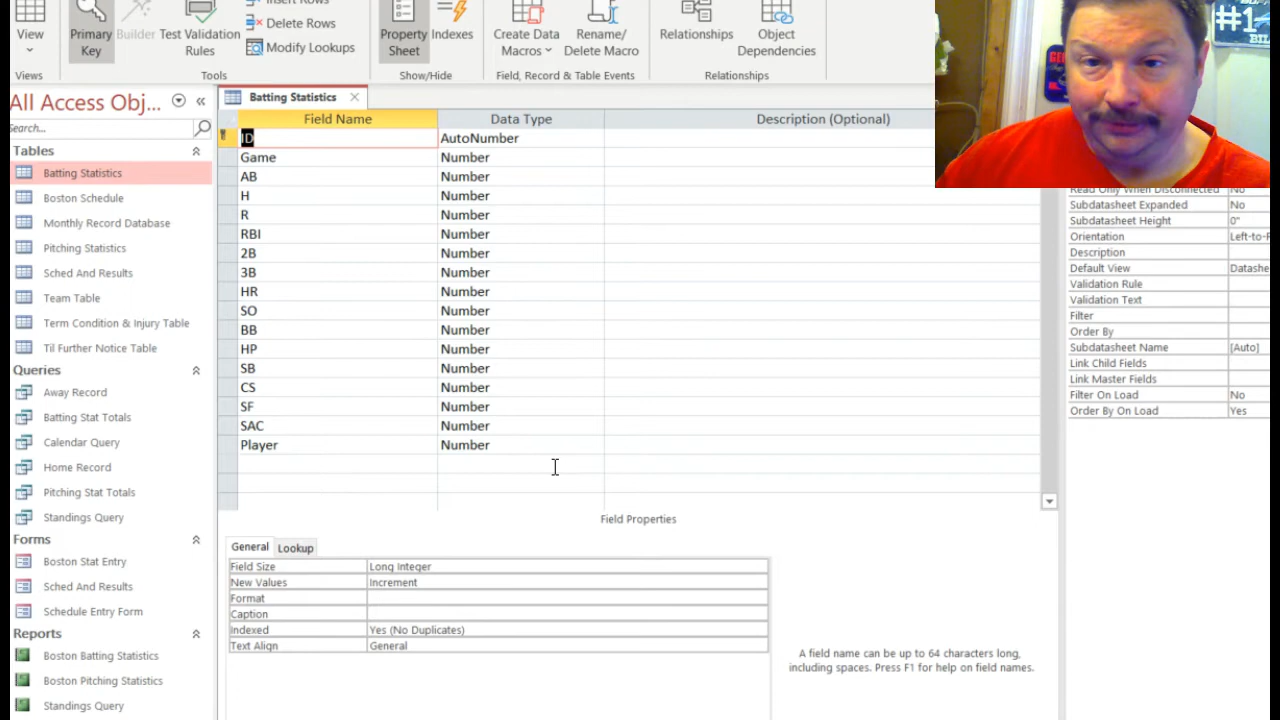 Insert Rows
Delete Rows
Modify Lookups
View
Primary Key
Builder
Test Validation Rules
Property Sheet
Indexes
Create Data Macros
Rename/ Delete Macro
Relationships
Object Dependencies
Views
Tools
Show/Hide
Field, Record & Table Events
Relationships
#1
All Access Obj...
Search...
Tables
Batting Statistics
Boston Schedule
Monthly Record Database
Pitching Statistics
Sched And Results
Team Table
Term Condition & Injury Table
Til Further Notice Table
Queries
Away Record
Batting Stat Totals
Calendar Query
Home Record
Pitching Stat Totals
Standings Query
Forms
Boston Stat Entry
Sched And Results
Schedule Entry Form
Reports
Boston Batting Statistics
Boston Pitching Statistics
Standings Query
Batting Statistics
Field Name Data Type Description (Optional)
ID AutoNumber
Game Number
AB Number
H Number
R Number
RBI Number
2B Number
3B Number
HR Number
SO Number
BB Number
HP Number
SB Number
CS Number
SF Number
SAC Number
Player Number
Field Properties
General Lookup
Field Size Long Integer
New Values Increment
Format
Caption
Indexed Yes (No Duplicates)
Text Align General
A field name can be up to 64 characters long,
including spaces. Press F1 for help on field names.
Read Only When Disconnected No
Subdatasheet Expanded No
Subdatasheet Height 0"
Orientation Left-to-
Description
Default View Datashe
Validation Rule
Validation Text
Filter
Order By
Subdatasheet Name [Auto]
Link Child Fields
Link Master Fields
Filter On Load No
Order By On Load Yes